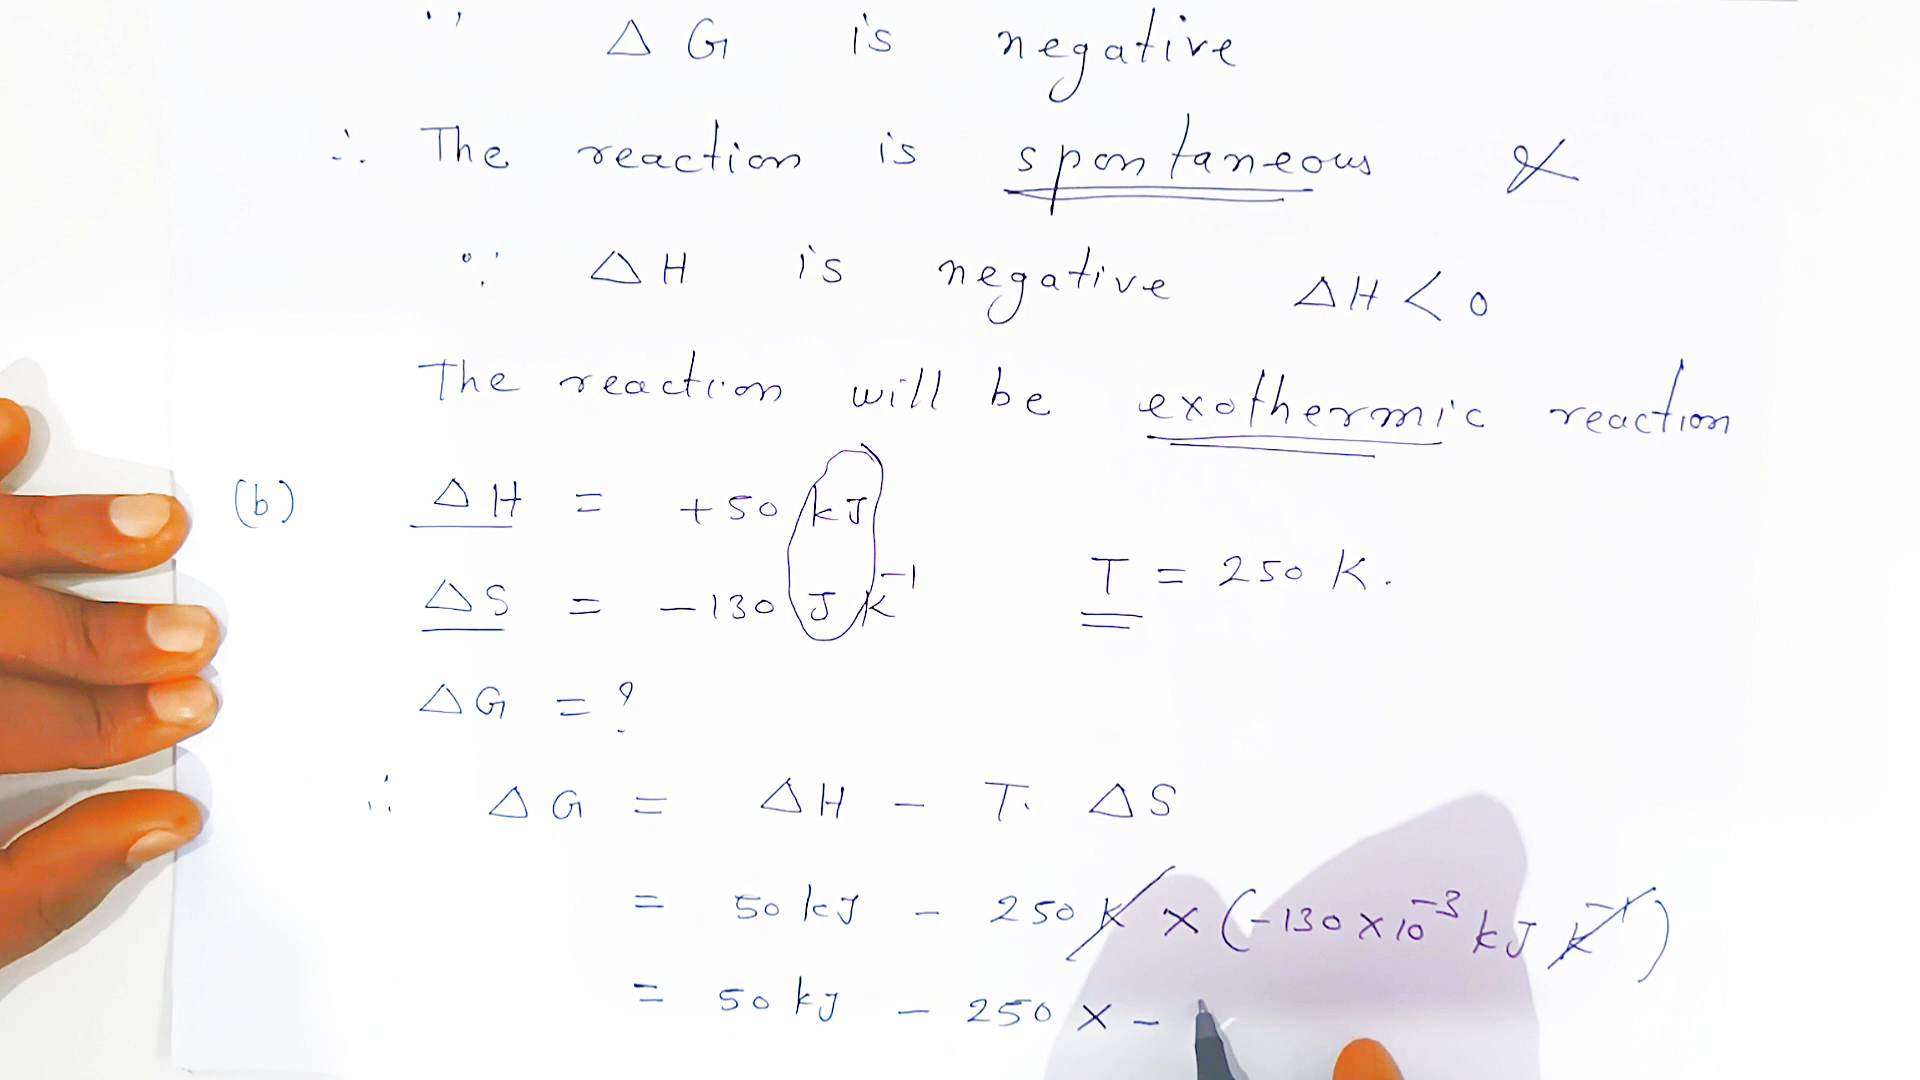 ∵ ΔG is negative
∴ The reaction is spontaneous &
∵ ΔH is negative ΔH < 0
The reaction will be exothermic reaction
(b) ΔH = +50 kJ
ΔS = −130 J K⁻¹ T = 250 K.
ΔG = ?
∴ ΔG = ΔH − T. ΔS
= 50 kJ − 250 K × (−130 × 10⁻³ kJ K⁻¹)
= 50 kJ − 250 × −